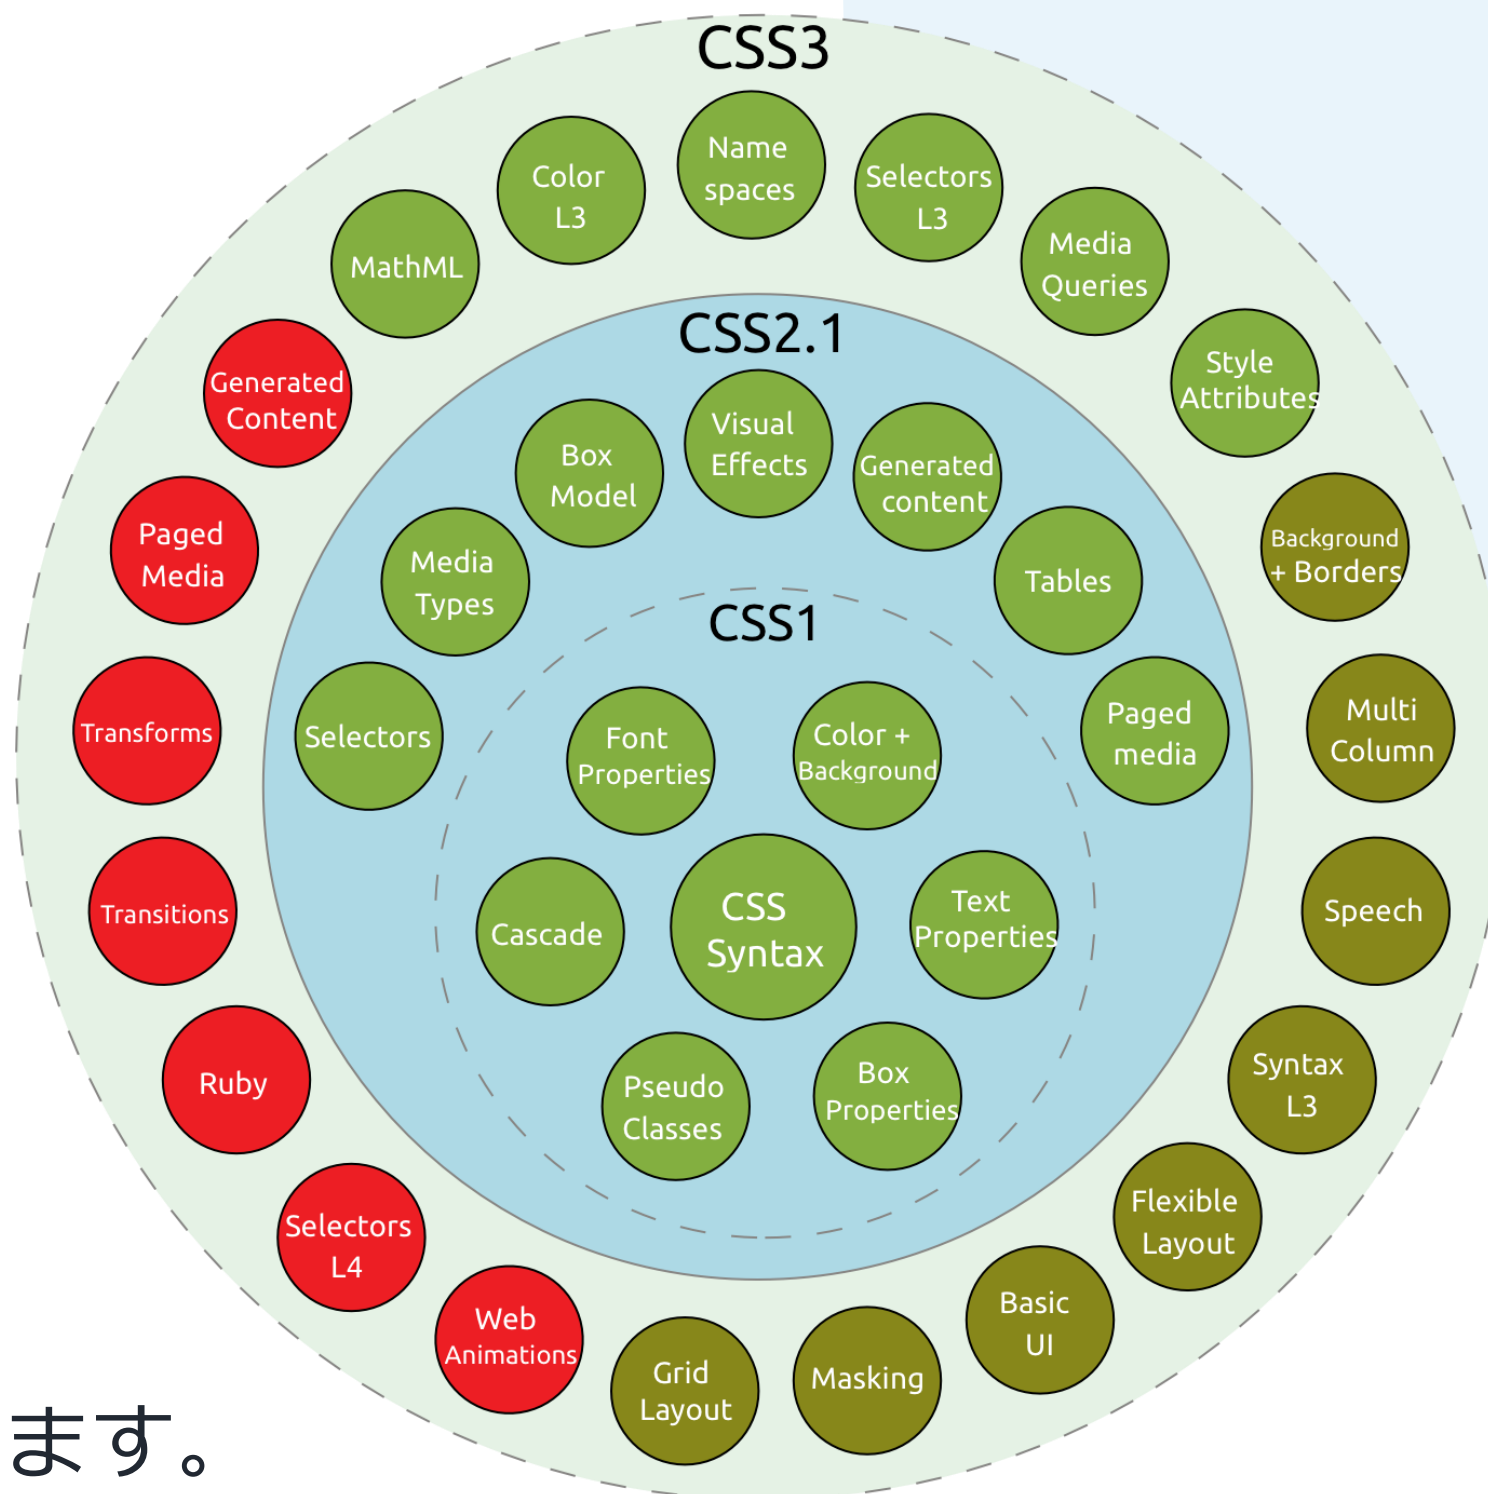 CSS3
Name
spaces
Color
L3
Selectors
L3
MathML
Media
Queries
Generated
Content
Style
Attributes
Paged
Media
Background
+ Borders
Transforms
Multi
Column
Transitions
Speech
Ruby
Syntax
L3
Selectors
L4
Flexible
Layout
Web
Animations
Basic
UI
Grid
Layout
Masking
CSS2.1
Visual
Effects
Box
Model
Generated
content
Media
Types
Tables
Selectors
Paged
media
CSS1
Font
Properties
Color +
Background
Cascade
CSS
Syntax
Text
Properties
Pseudo
Classes
Box
Properties
ます。